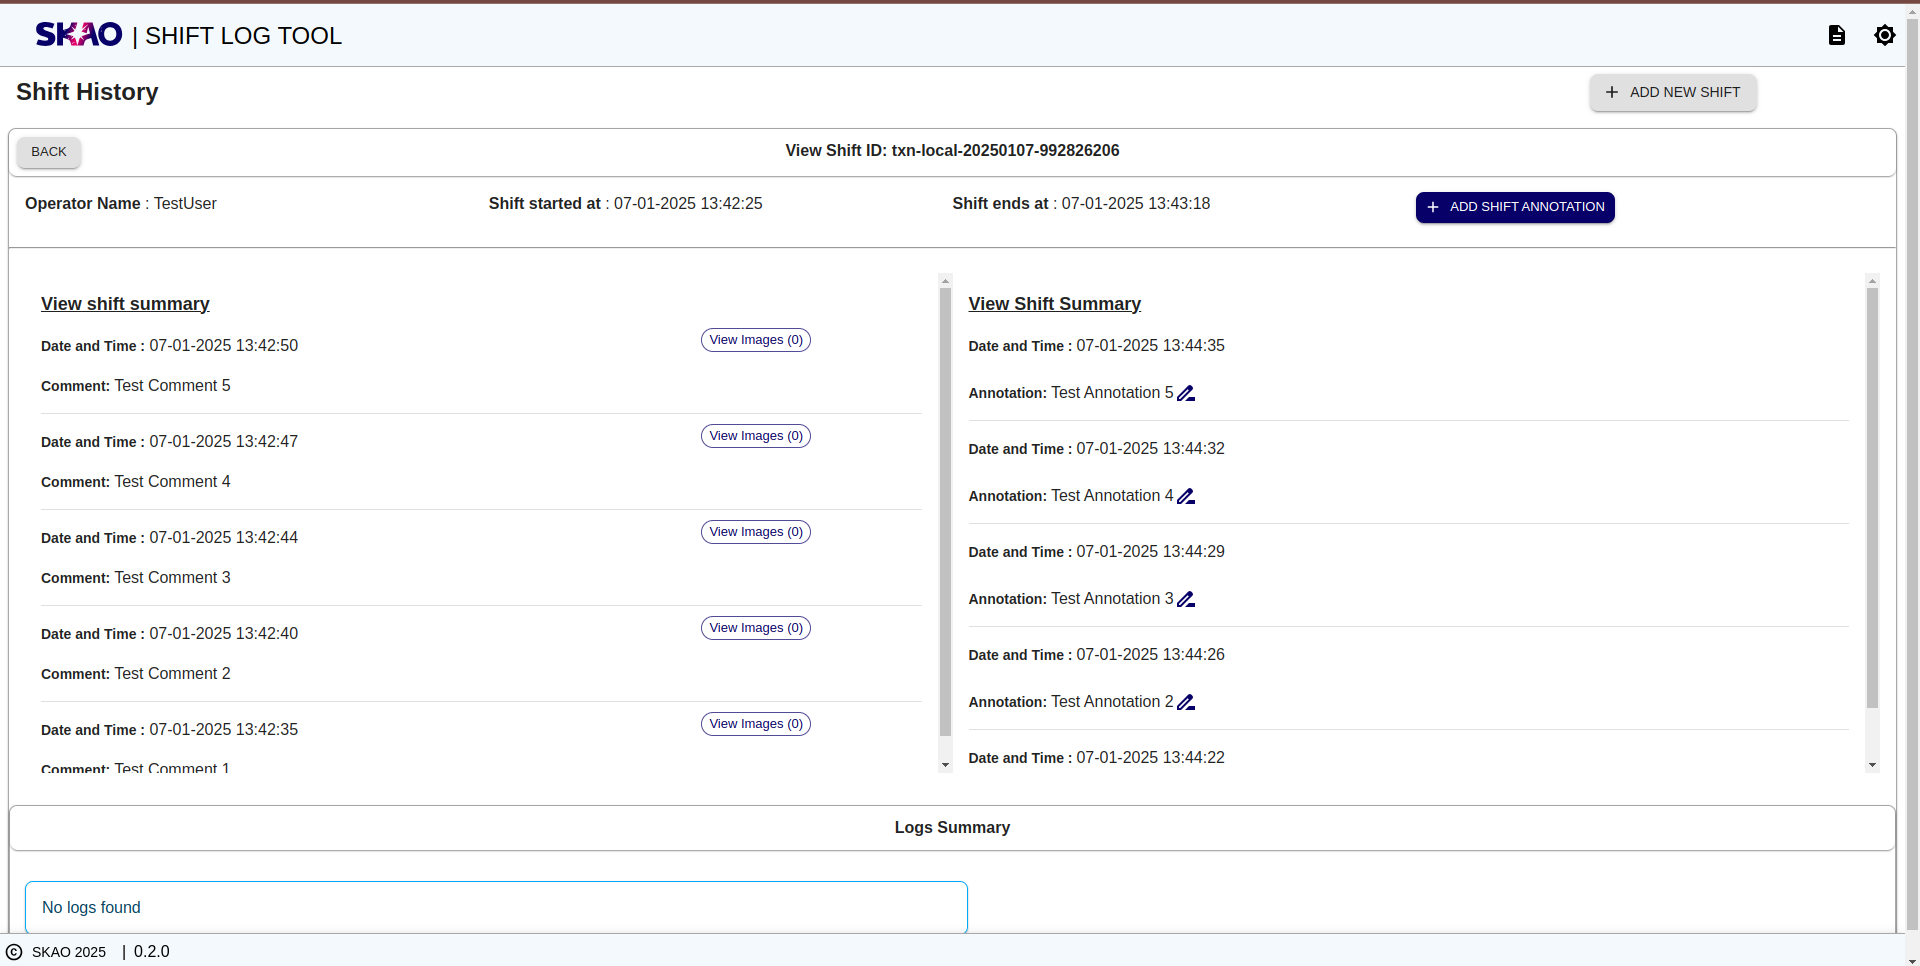 SKAO | SHIFT LOG TOOL
Shift History
ADD NEW SHIFT
BACK
View Shift ID: txn-local-20250107-992826206
Operator Name : TestUser
Shift started at : 07-01-2025 13:42:25
Shift ends at : 07-01-2025 13:43:18
ADD SHIFT ANNOTATION
View shift summary
Date and Time : 07-01-2025 13:42:50
View Images (0)
Comment: Test Comment 5
Date and Time : 07-01-2025 13:42:47
View Images (0)
Comment: Test Comment 4
Date and Time : 07-01-2025 13:42:44
View Images (0)
Comment: Test Comment 3
Date and Time : 07-01-2025 13:42:40
View Images (0)
Comment: Test Comment 2
Date and Time : 07-01-2025 13:42:35
View Images (0)
Comment: Test Comment 1
View Shift Summary
Date and Time : 07-01-2025 13:44:35
Annotation: Test Annotation 5
Date and Time : 07-01-2025 13:44:32
Annotation: Test Annotation 4
Date and Time : 07-01-2025 13:44:29
Annotation: Test Annotation 3
Date and Time : 07-01-2025 13:44:26
Annotation: Test Annotation 2
Date and Time : 07-01-2025 13:44:22
Logs Summary
No logs found
© SKAO 2025 | 0.2.0